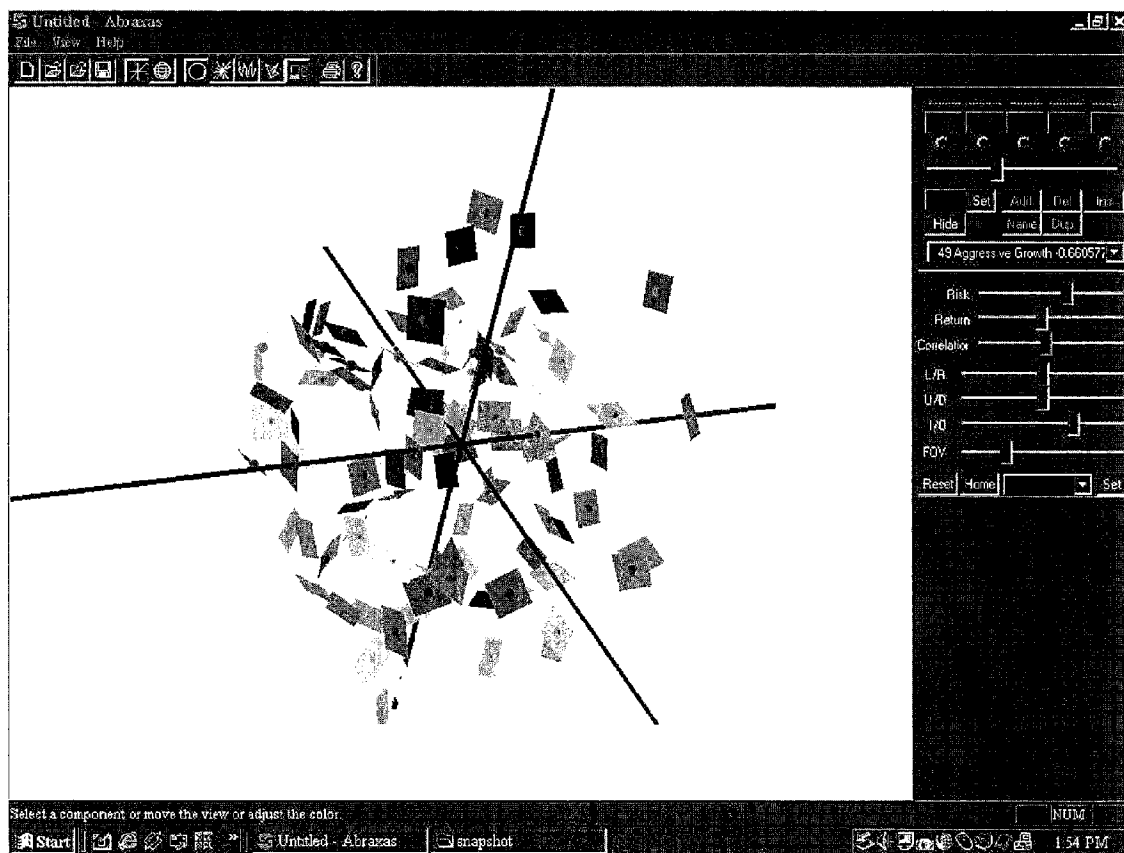 Untitled - Abraxas
File View Help
Set Add Del Ins
Hide Name Dup
49 Aggress ve Growth -0.660577
Risk
Return
Correlation
L/R
U/D
I/O
FOV
Reset Home Set
Select a component or move the view or adjust the color.
NUM
Start » Untitled - Abraxas snapshot 1:54 PM